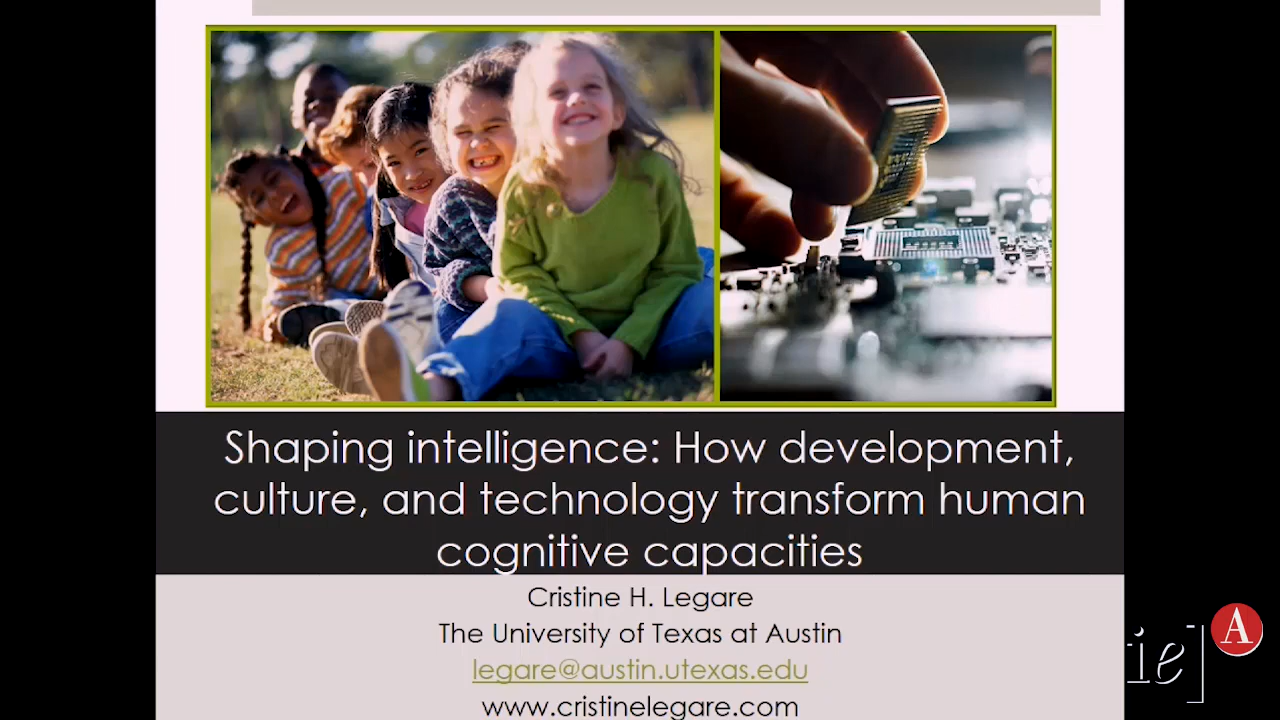 Shaping intelligence: How development,
culture, and technology transform human
cognitive capacities
Cristine H. Legare
The University of Texas at Austin
legare@austin.utexas.edu
www.cristinelegare.com
ie]
A